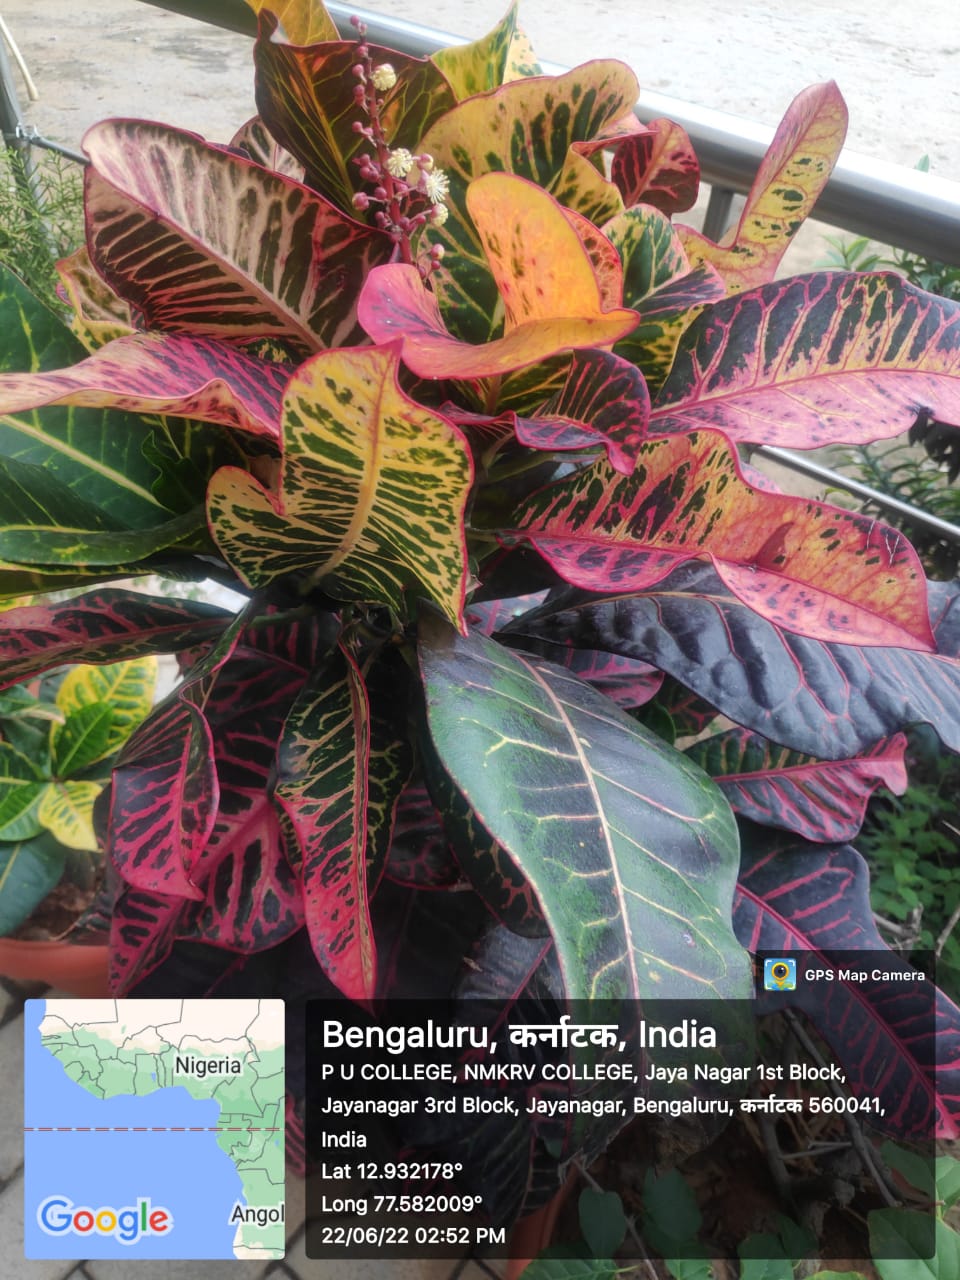 GPS Map Camera
Bengaluru, कर्नाटक, India
P U COLLEGE, NMKRV COLLEGE, Jaya Nagar 1st Block,
Jayanagar 3rd Block, Jayanagar, Bengaluru, कर्नाटक 560041,
India
Lat 12.932178°
Long 77.582009°
22/06/22 02:52 PM
Nigeria
Angol
Google